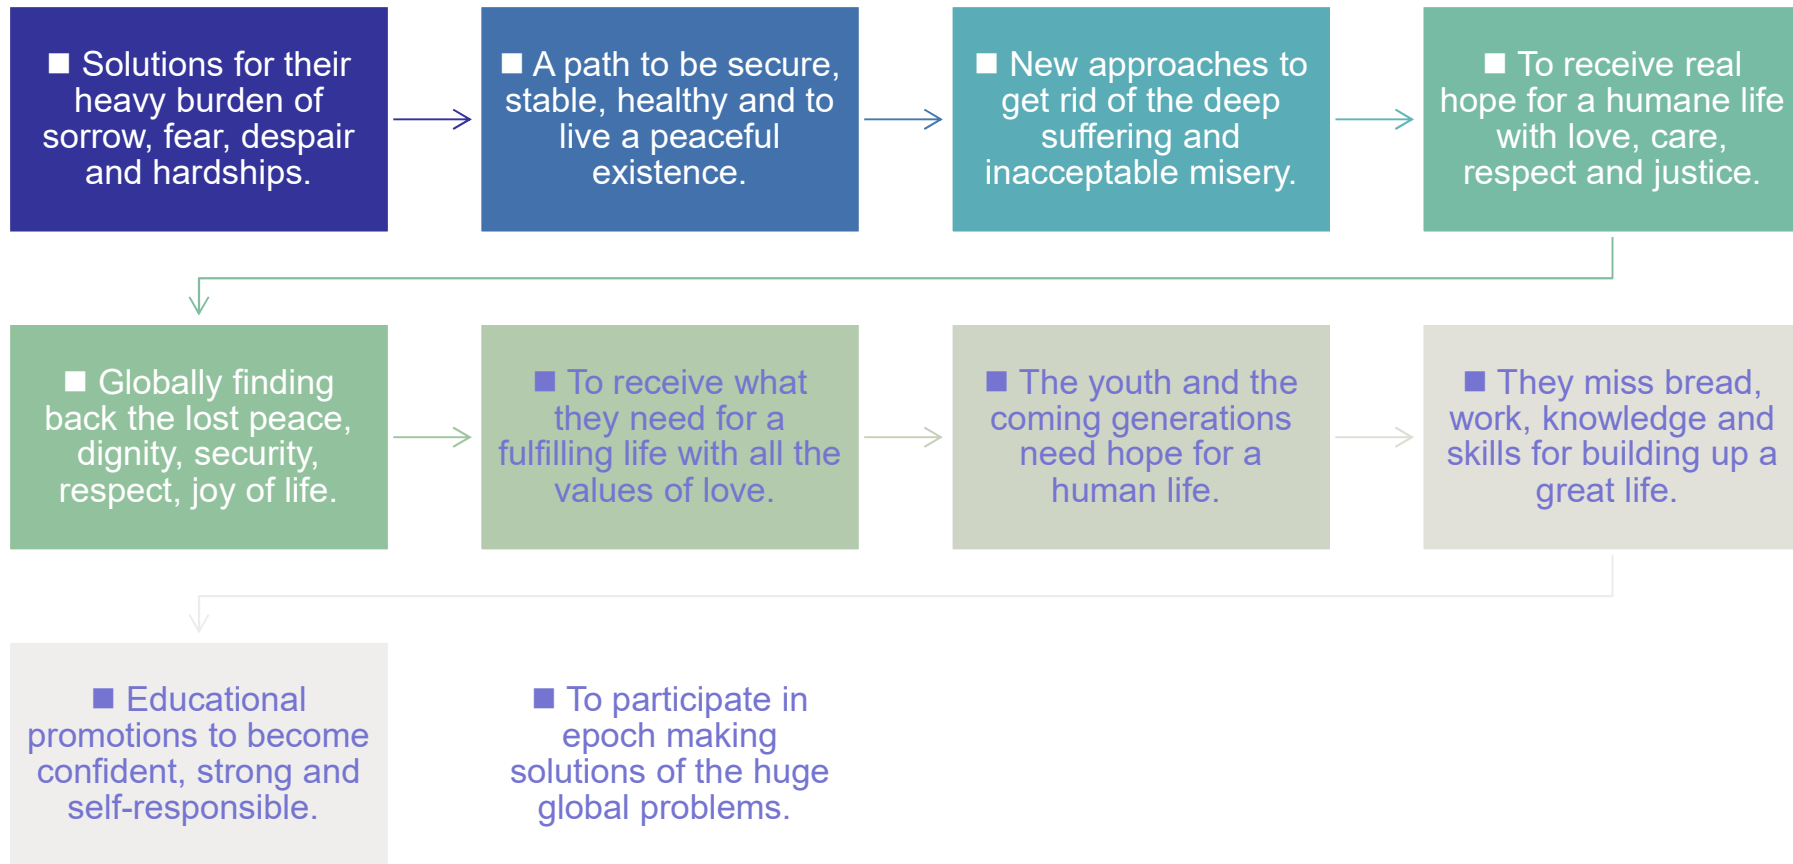 ■ Solutions for their
heavy burden of
sorrow, fear, despair
and hardships.
■ A path to be secure,
stable, healthy and to
live a peaceful
existence.
■ New approaches to
get rid of the deep
suffering and
inacceptable misery.
■ To receive real
hope for a humane life
with love, care,
respect and justice.
■ Globally finding
back the lost peace,
dignity, security,
respect, joy of life.
■ To receive what
they need for a
fulfilling life with all the
values of love.
■ The youth and the
coming generations
need hope for a
human life.
■ They miss bread,
work, knowledge and
skills for building up a
great life.
■ Educational
promotions to become
confident, strong and
self-responsible.
■ To participate in
epoch making
solutions of the huge
global problems.